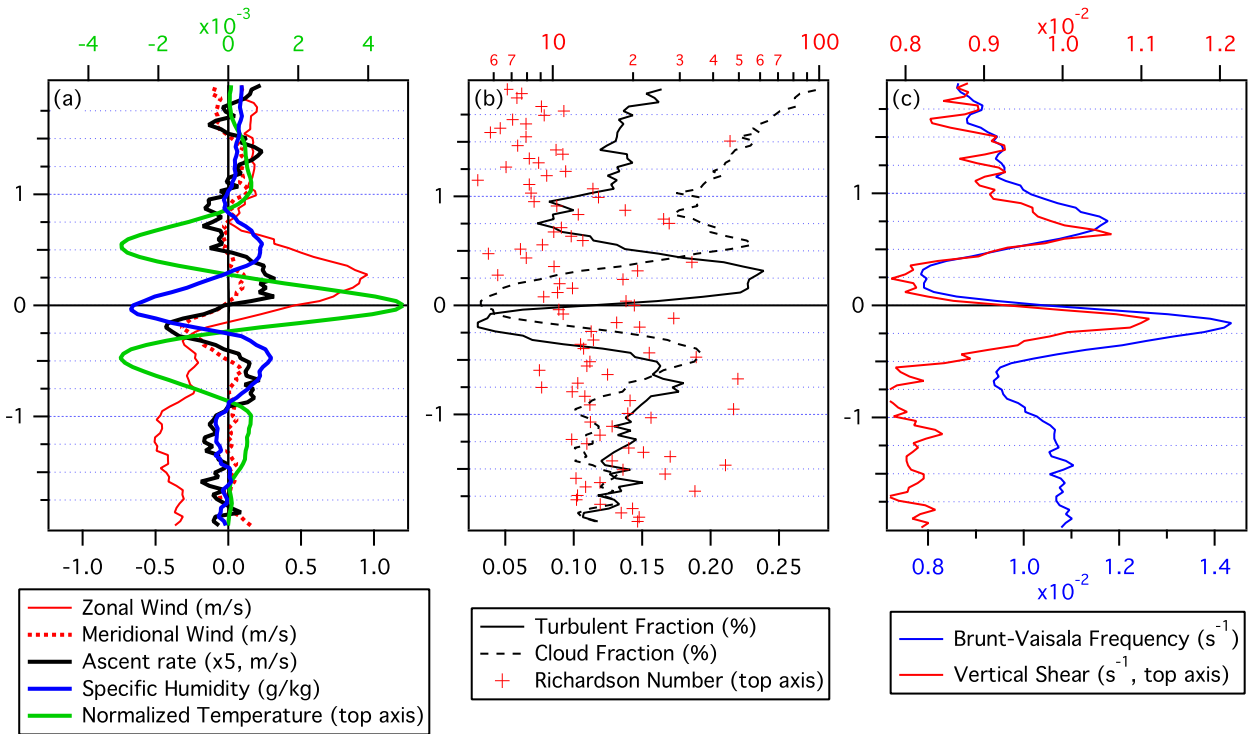 x10-3
-4 -2 0 2 4
10 100
6 7 2 3 4 5 6 7
x10-2
0.8 0.9 1.0 1.1 1.2
(a) (b) (c)
1 1 1
0 0 0
-1 -1 -1
-1.0 -0.5 0.0 0.5 1.0
0.05 0.10 0.15 0.20 0.25
0.8 1.0 1.2 1.4
x10-2
Zonal Wind (m/s)
Meridional Wind (m/s)
Ascent rate (x5, m/s)
Specific Humidity (g/kg)
Normalized Temperature (top axis)
Turbulent Fraction (%)
Cloud Fraction (%)
Richardson Number (top axis)
Brunt-Vaisala Frequency (s-1)
Vertical Shear (s-1, top axis)